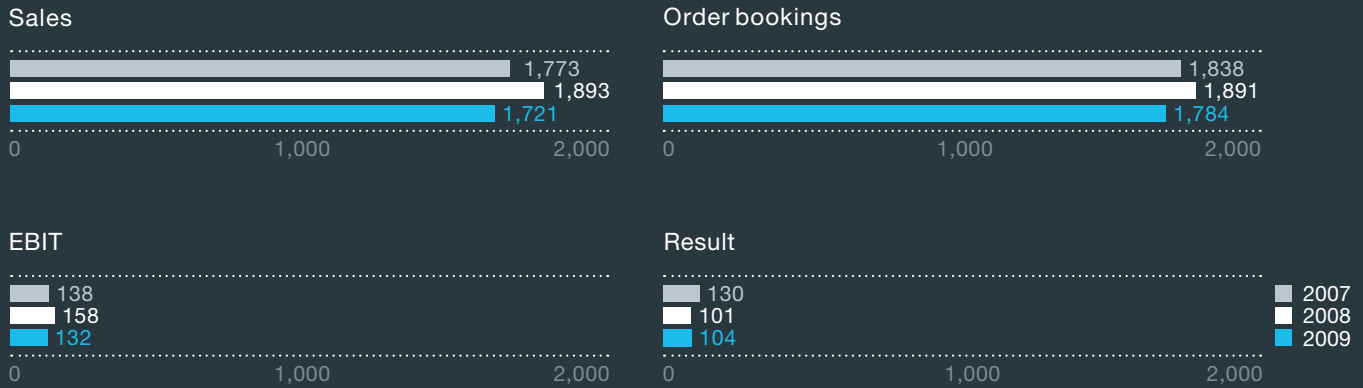 Sales
1,773
1,893
1,721
0 1,000 2,000
Order bookings
1,838
1,891
1,784
0 1,000 2,000
EBIT
138
158
132
0 1,000 2,000
Result
130
101
104
0 1,000 2,000
2007
2008
2009